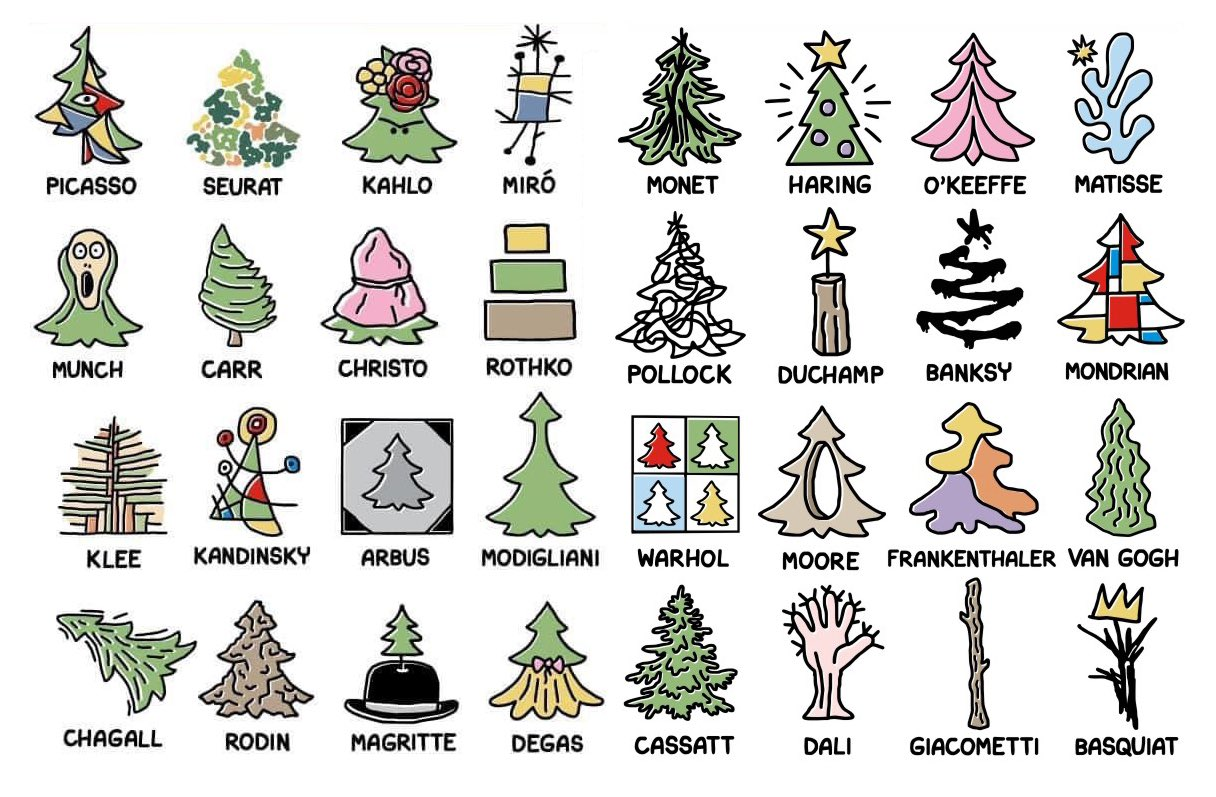 PICASSO SEURAT KAHLO MIRÓ MONET HARING O'KEEFFE MATISSE
MUNCH CARR CHRISTO ROTHKO POLLOCK DUCHAMP BANKSY MONDRIAN
KLEE KANDINSKY ARBUS MODIGLIANI WARHOL MOORE FRANKENTHALER VAN GOGH
CHAGALL RODIN MAGRITTE DEGAS CASSATT DALI GIACOMETTI BASQUIAT